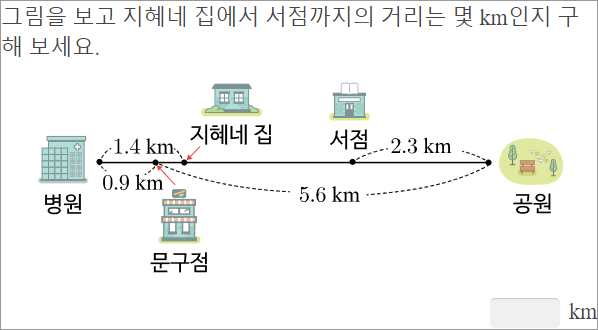 그림을 보고 지혜네 집에서 서점까지의 거리는 몇 km인지 구
해 보세요.
1.4 km
지혜네 집
서점
2.3 km
0.9 km
5.6 km
병원
공원
문구점
km